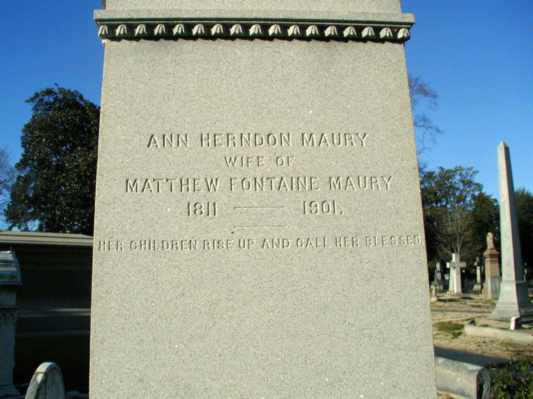 ANN HERNDON MAURY
WIFE OF
MATTHEW FONTAINE MAURY
1811 — 1901.
HER CHILDREN RISE UP AND CALL HER BLESSED.